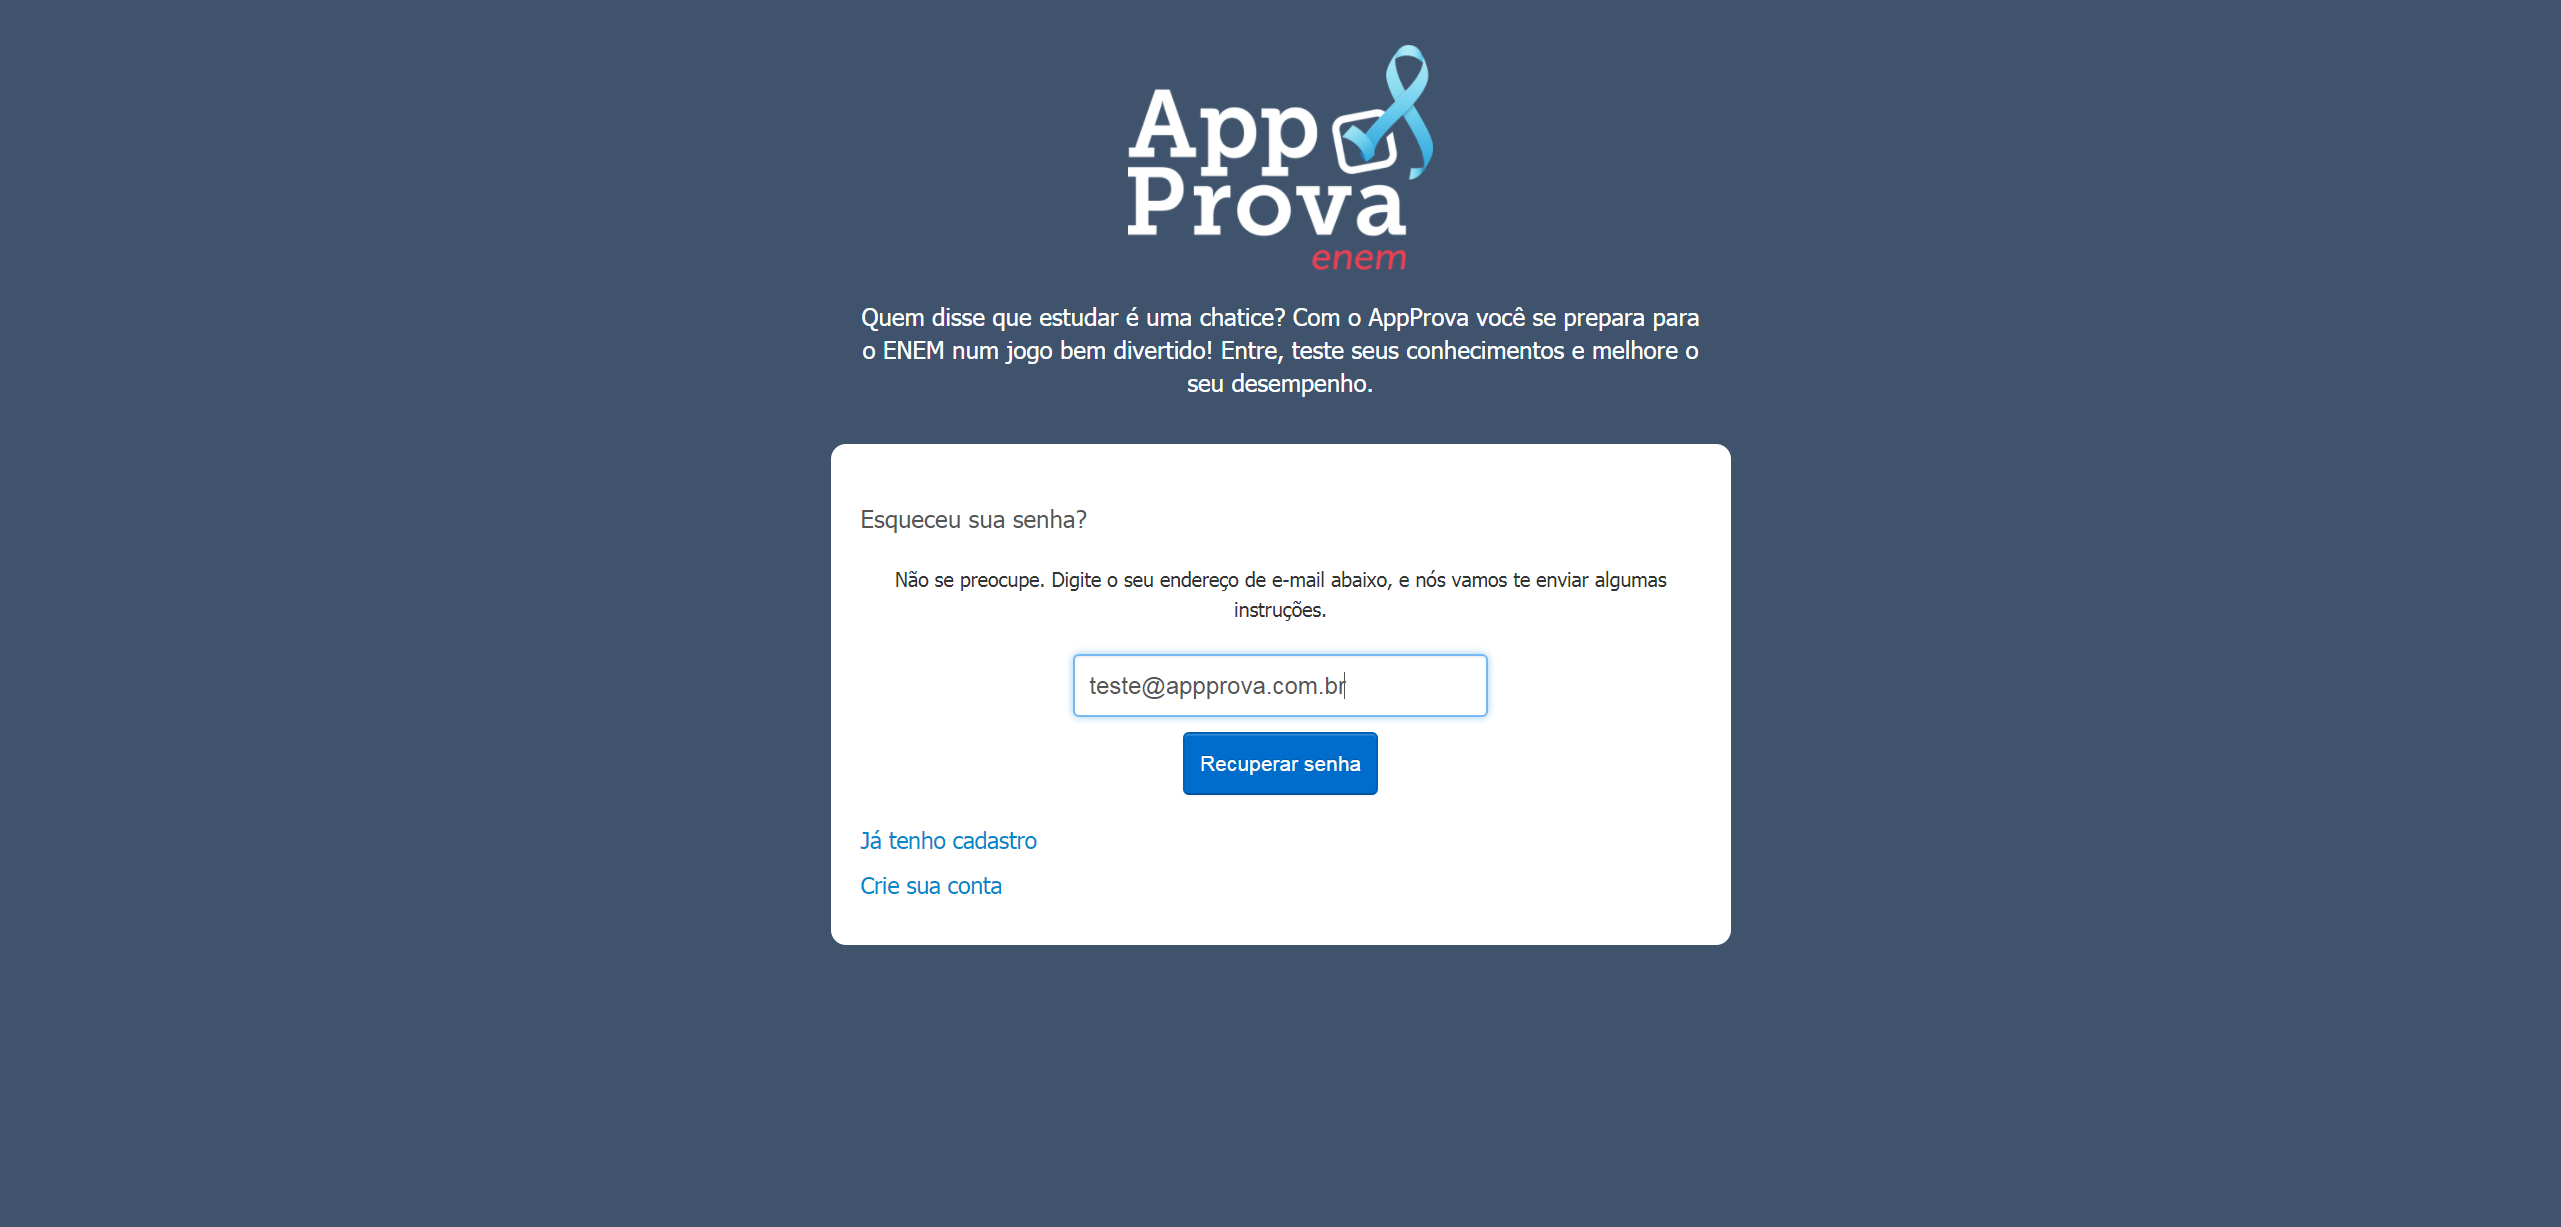 App
Prova
enem
Quem disse que estudar é uma chatice? Com o AppProva você se prepara para
o ENEM num jogo bem divertido! Entre, teste seus conhecimentos e melhore o
seu desempenho.
Esqueceu sua senha?
Não se preocupe. Digite o seu endereço de e-mail abaixo, e nós vamos te enviar algumas
instruções.
teste@appprova.com.br
Recuperar senha
Já tenho cadastro
Crie sua conta